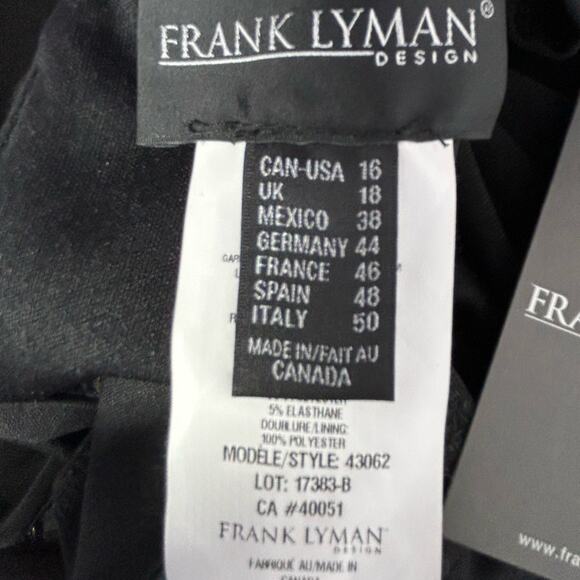 FRANK LYMAN®
DESIGN
CAN-USA 16
UK 18
MEXICO 38
GERMANY 44
FRANCE 46
SPAIN 48
ITALY 50
MADE IN/FAIT AU
CANADA
5% ELASTHANE
DOUBLURE/LINING:
100% POLYESTER
MODÈLE/STYLE: 43062
LOT: 17383-B
CA #40051
FRANK LYMAN
DESIGN
FABRIQUÉ AU/MADE IN
CANADA
FRA
www.fra